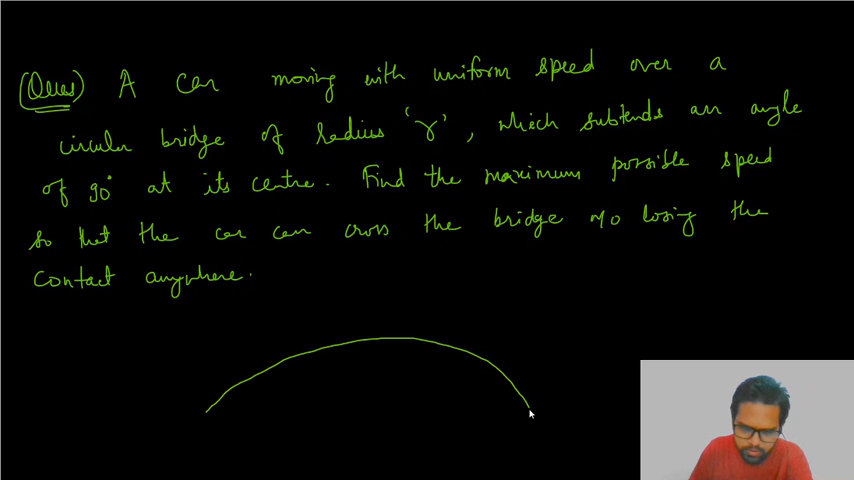 (Ques) A car moving with uniform speed over a
circular bridge of radius 'r', which subtends an angle
of 90° at its centre. Find the maximum possible speed
so that the car can cross the bridge w/o losing the
contact anywhere.